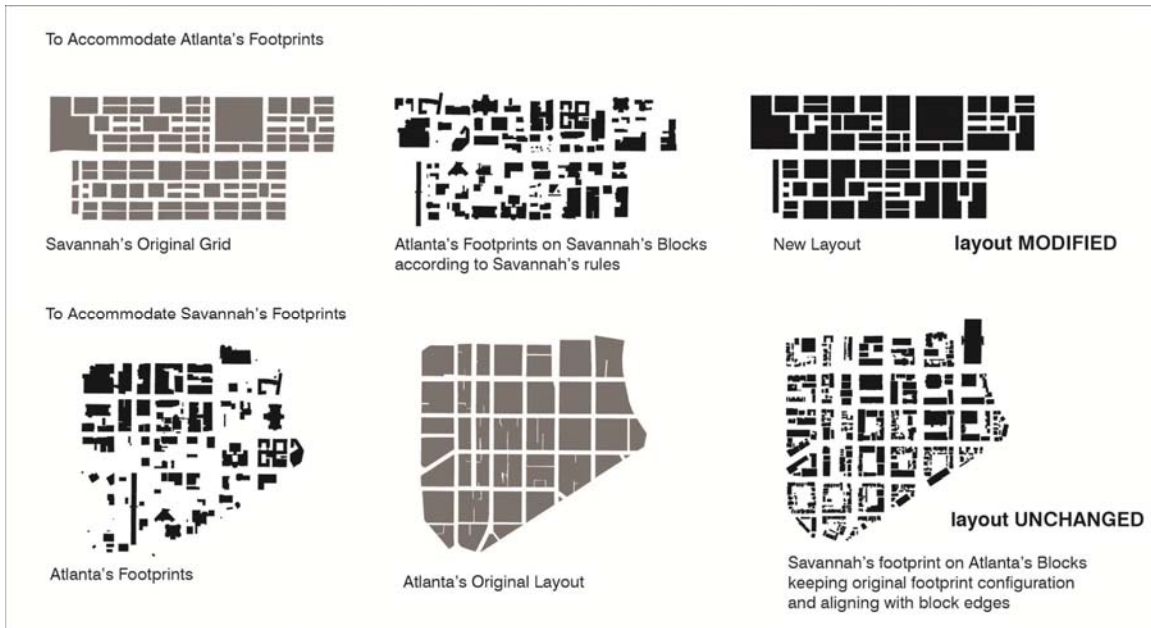 To Accommodate Atlanta's Footprints
Savannah's Original Grid
Atlanta's Footprints on Savannah's Blocks
according to Savannah's rules
New Layout
layout MODIFIED
To Accommodate Savannah's Footprints
Atlanta's Footprints
Atlanta's Original Layout
layout UNCHANGED
Savannah's footprint on Atlanta's Blocks
keeping original footprint configuration
and aligning with block edges